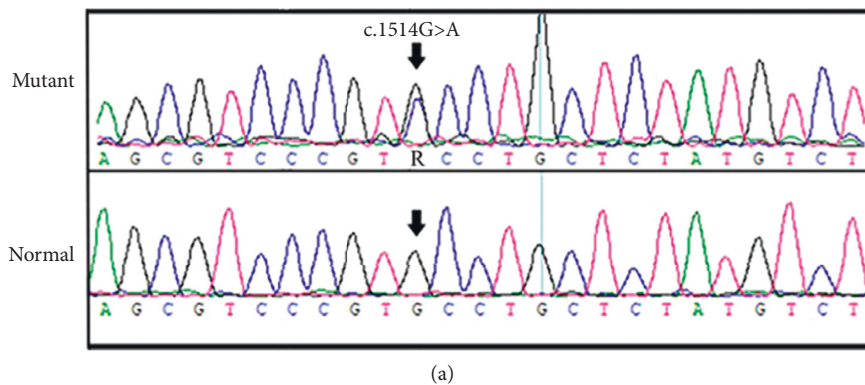 c.1514G>A
Mutant
A G C G T C C C G T R C C T G C T C T A T G T C T
Normal
A G C G T C C C G T G C C T G C T C T A T G T C T
(a)